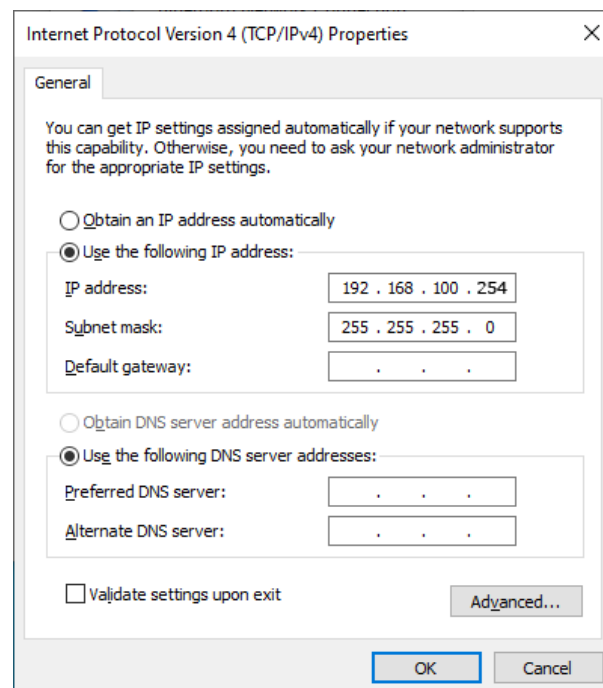 Internet Protocol Version 4 (TCP/IPv4) Properties
General
You can get IP settings assigned automatically if your network supports
this capability. Otherwise, you need to ask your network administrator
for the appropriate IP settings.
Obtain an IP address automatically
Use the following IP address:
IP address: 192 . 168 . 100 . 254
Subnet mask: 255 . 255 . 255 . 0
Default gateway: . . .
Obtain DNS server address automatically
Use the following DNS server addresses:
Preferred DNS server: . . .
Alternate DNS server: . . .
Validate settings upon exit
Advanced...
OK Cancel